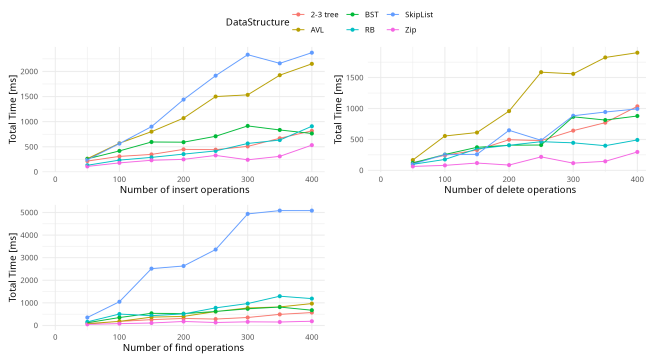 DataStructure
2-3 tree BST SkipList
AVL RB Zip
Total Time [ms]
2000
1500
1000
500
0
0 100 200 300 400
Number of insert operations
Total Time [ms]
1500
1000
500
0
0 100 200 300 400
Number of delete operations
Total Time [ms]
5000
4000
3000
2000
1000
0
0 100 200 300 400
Number of find operations